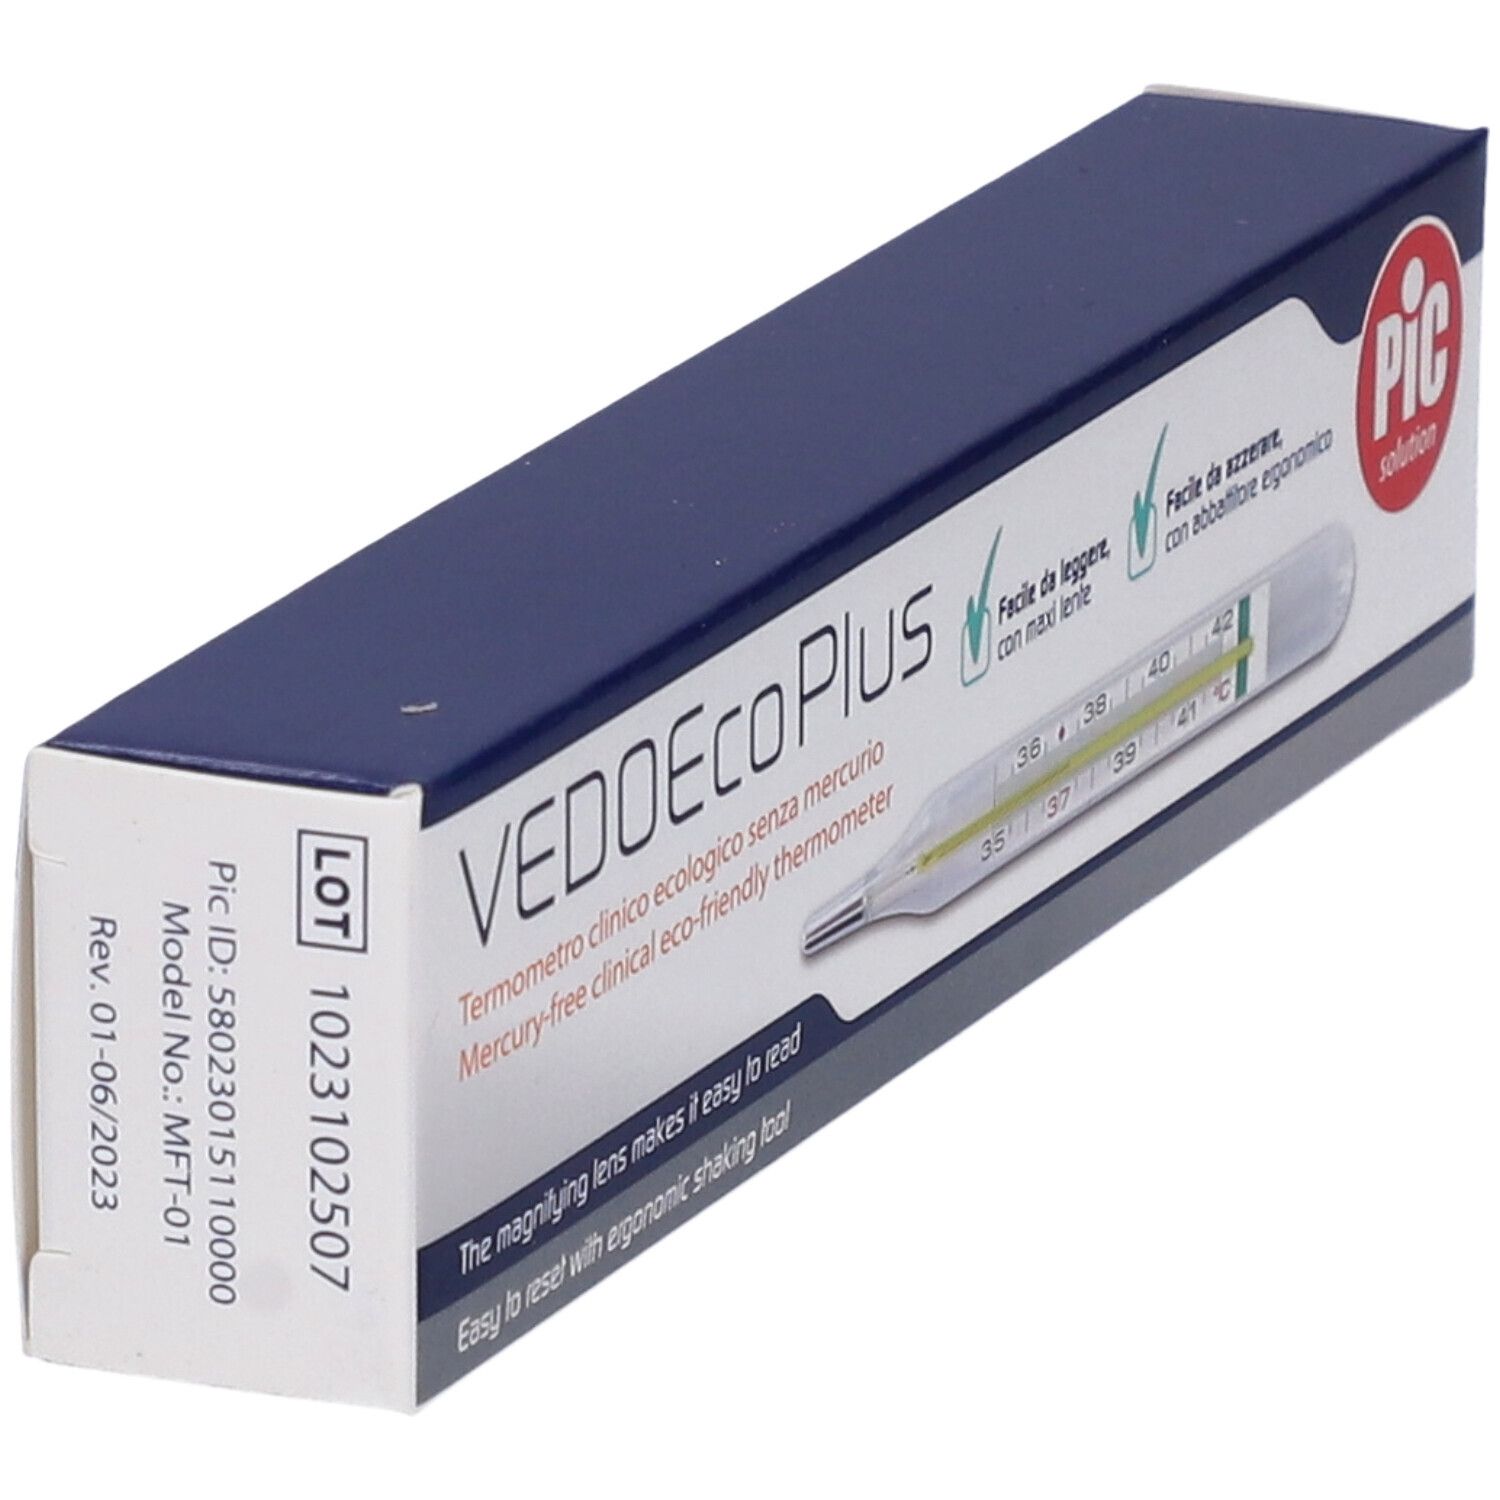 PiC
solution
Facile da leggere,
con maxi lente
Facile da azzerare,
con abbattitore ergonomico
VEDOEcoPlus
Termometro clinico ecologico senza mercurio
Mercury-free clinical eco-friendly thermometer
36 38 40 42
35 37 39 41 °C
The magnifying lens makes it easy to read
Easy to reset with ergonomic shaking tool
LOT 1023102507
Pic ID: 58023015110000
Model No.: MFT-01
Rev. 01-06/2023